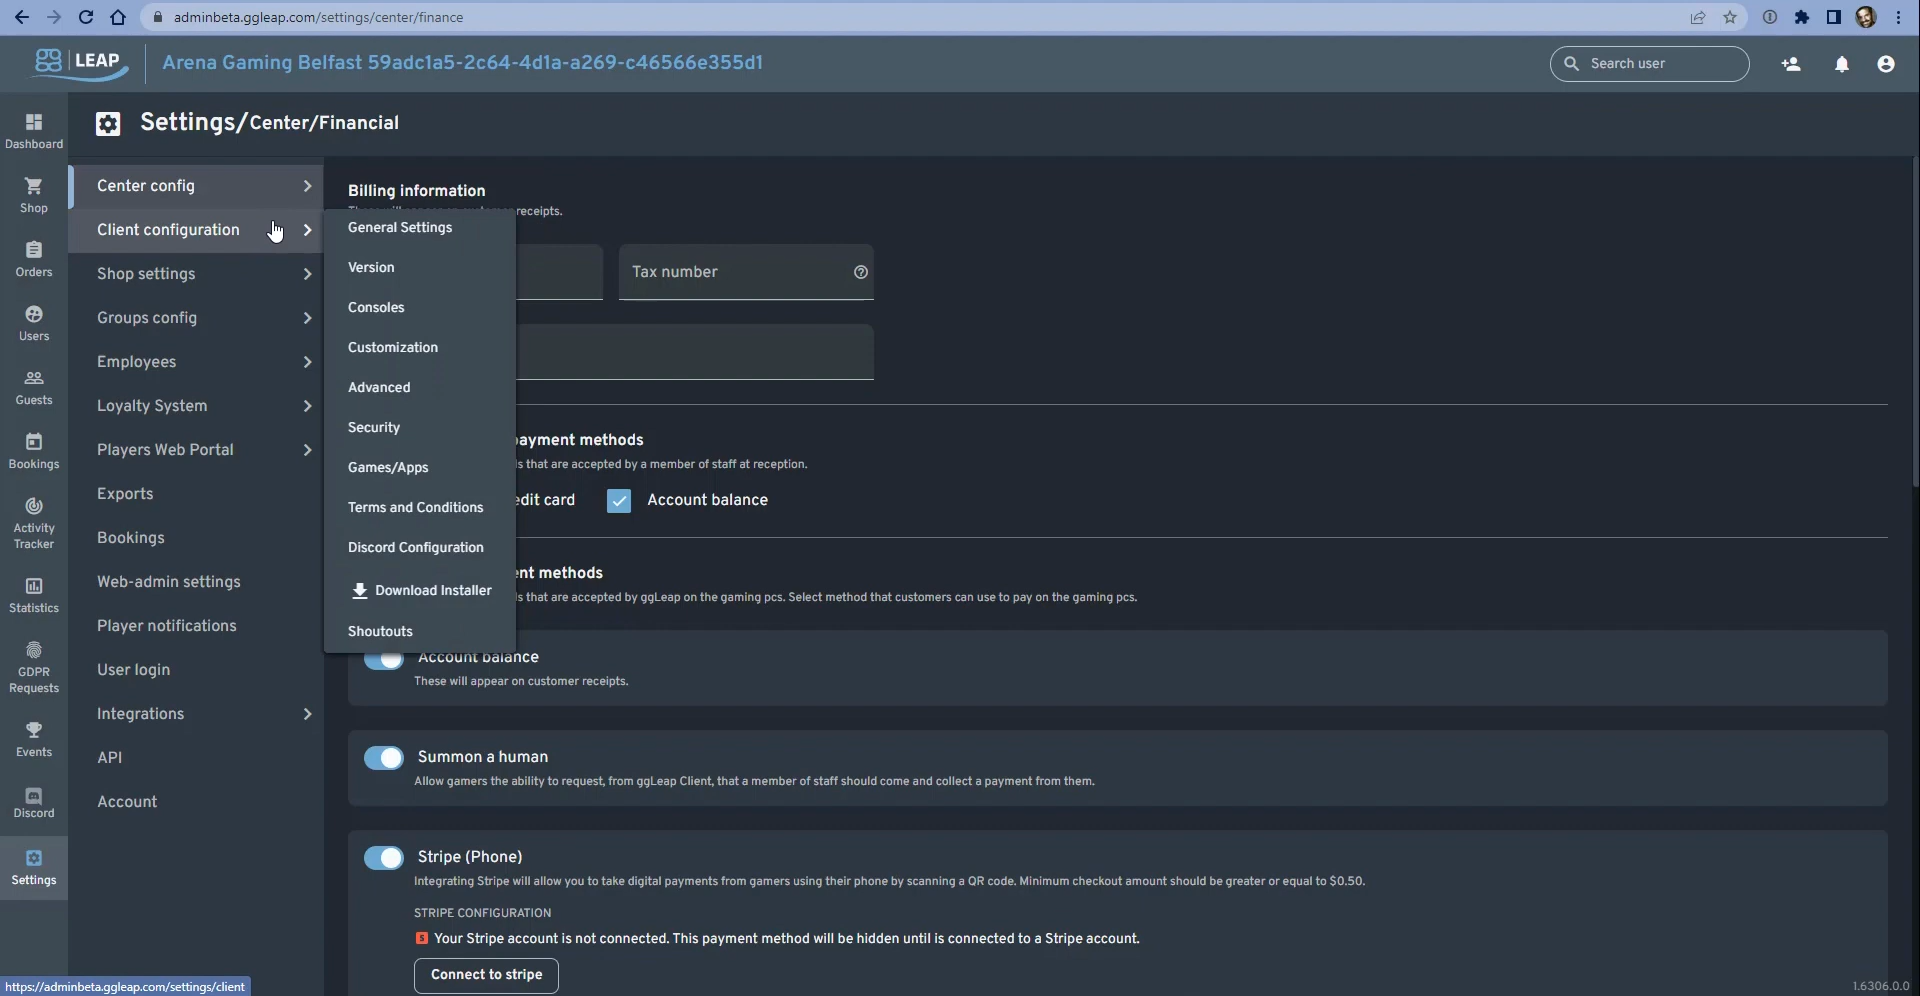 adminbeta.ggleap.com/settings/center/finance
gg LEAP
Arena Gaming Belfast 59adc1a5-2c64-4d1a-a269-c46566e355d1
Search user
Settings/Center/Financial
Dashboard
Shop
Orders
Users
Guests
Bookings
Activity
Tracker
Statistics
GDPR
Requests
Events
Discord
Settings
Center config
Client configuration
Shop settings
Groups config
Employees
Loyalty System
Players Web Portal
Exports
Bookings
Web-admin settings
Player notifications
User login
Integrations
API
Account
General Settings
Version
Consoles
Customization
Advanced
Security
Games/Apps
Terms and Conditions
Discord Configuration
Download Installer
Shoutouts
Billing information
receipts.
Tax number
payment methods
s that are accepted by a member of staff at reception.
edit card
Account balance
ent methods
s that are accepted by ggLeap on the gaming pcs. Select method that customers can use to pay on the gaming pcs.
Account balance
These will appear on customer receipts.
Summon a human
Allow gamers the ability to request, from ggLeap Client, that a member of staff should come and collect a payment from them.
Stripe (Phone)
Integrating Stripe will allow you to take digital payments from gamers using their phone by scanning a QR code. Minimum checkout amount should be greater or equal to $0.50.
STRIPE CONFIGURATION
S Your Stripe account is not connected. This payment method will be hidden until is connected to a Stripe account.
Connect to stripe
https://adminbeta.ggleap.com/settings/client
1.6306.0.0